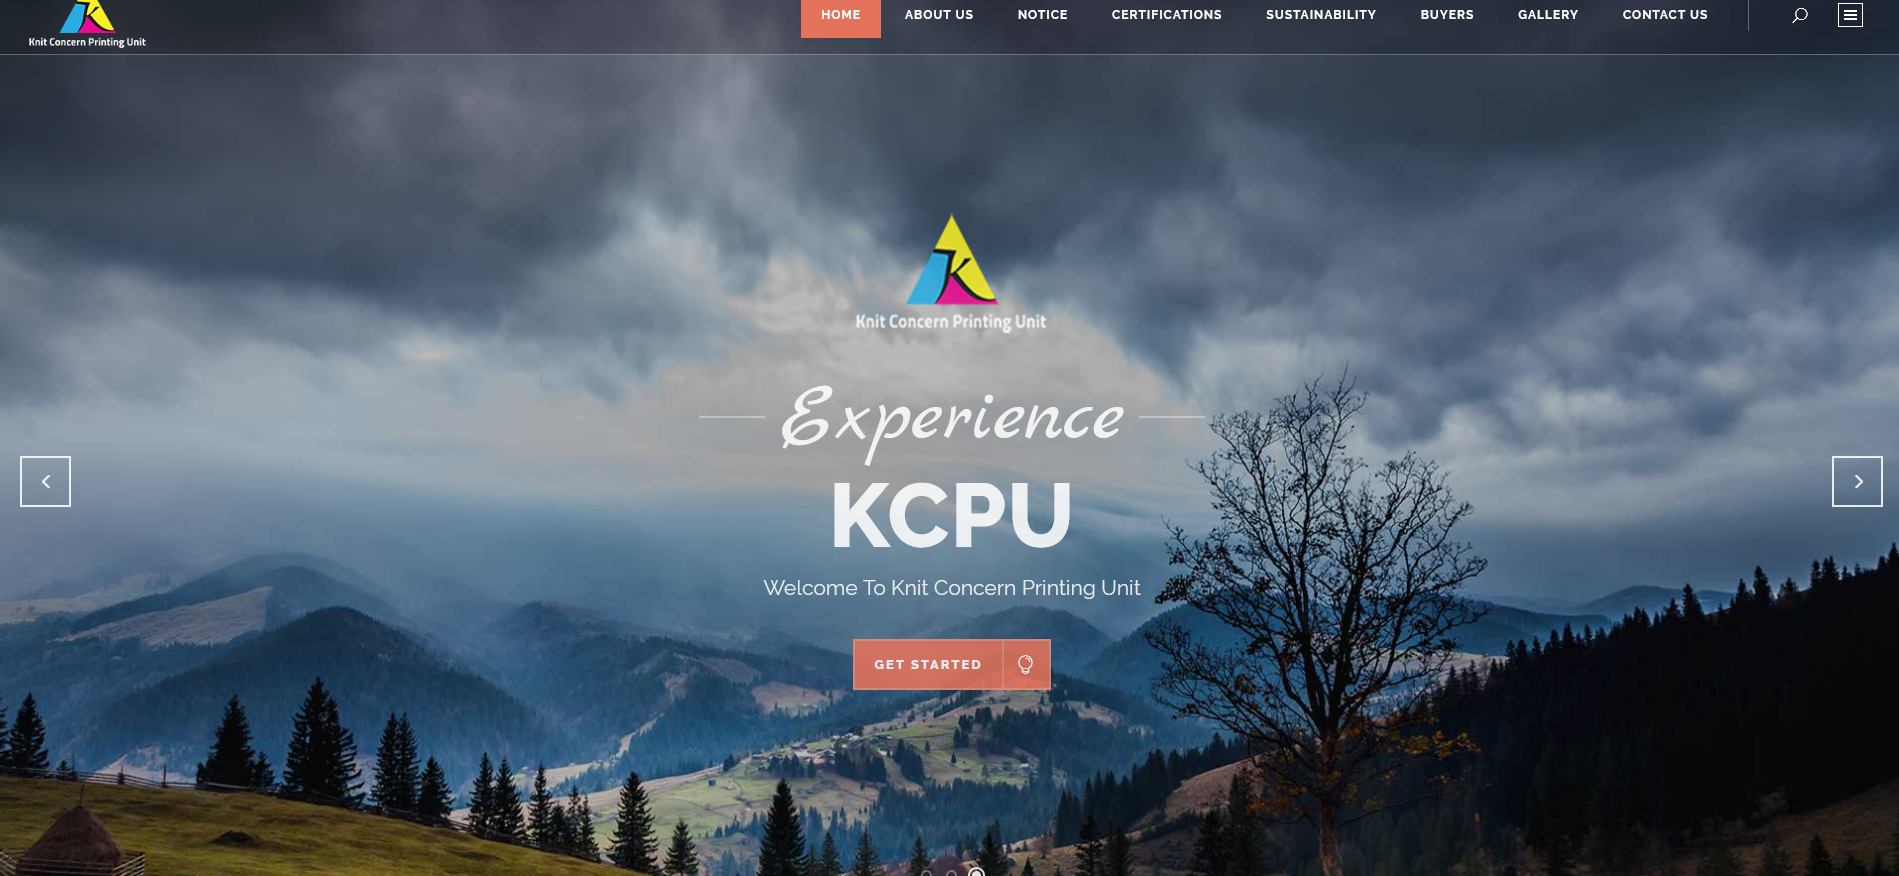 Knit Concern Printing Unit
HOME ABOUT US NOTICE CERTIFICATIONS SUSTAINABILITY BUYERS GALLERY CONTACT US
K
Knit Concern Printing Unit
Experience
KCPU
Welcome To Knit Concern Printing Unit
GET STARTED